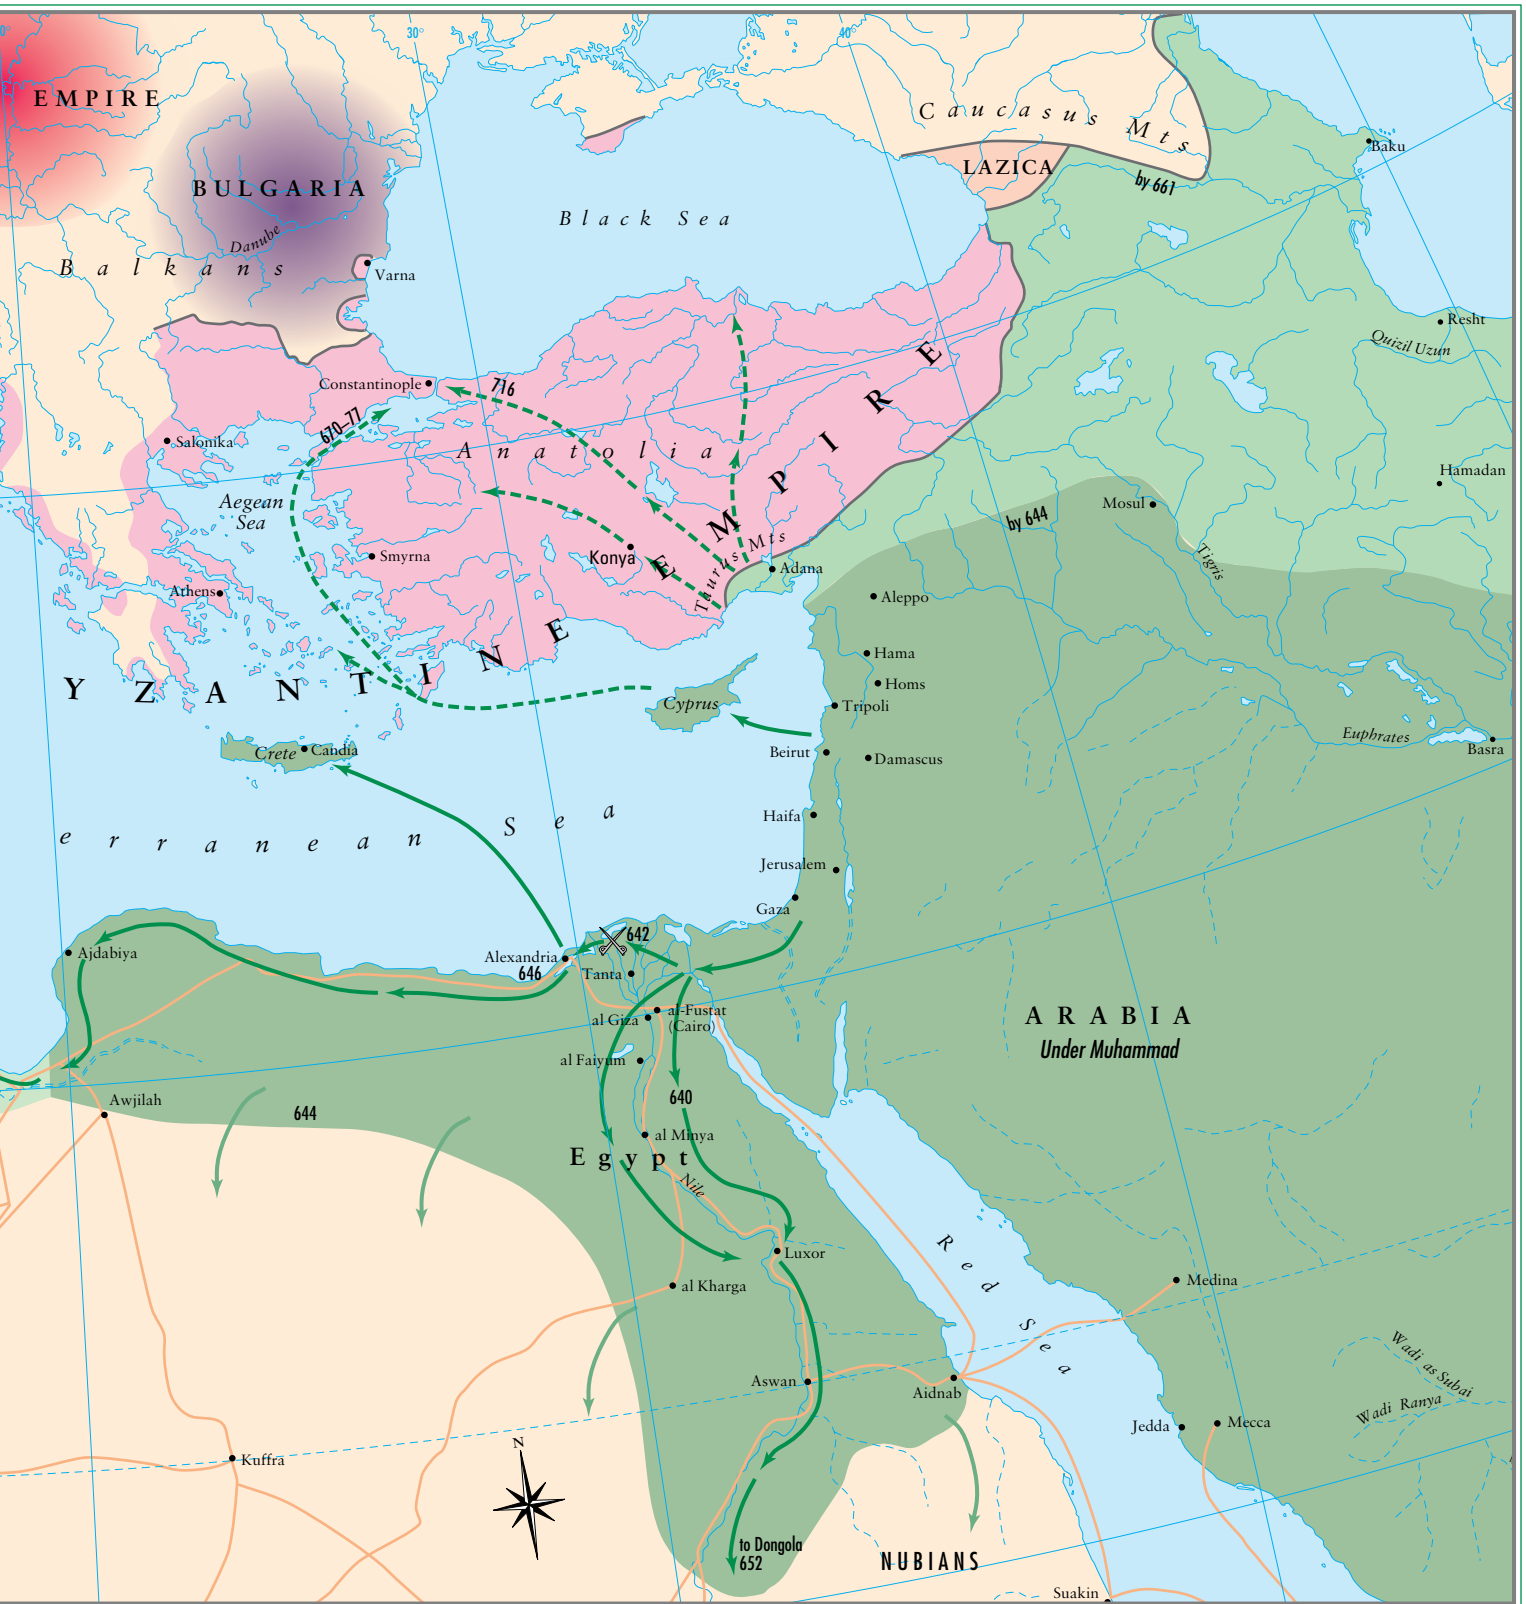 0°
30°
40°
EMPIRE
Caucasus Mts
Baku
LAZICA
by 661
BULGARIA
Black Sea
Danube
Balkans
Varna
Resht
Quizil Uzun
Constantinople
716
670–77
Salonika
Anatolia
Hamadan
Aegean
Sea
by 644
Mosul
Tigris
Smyrna
Konya
Taurus Mts
Adana
Athens
Aleppo
YZANTINE EMPIRE
Hama
Homs
Cyprus
Tripoli
Euphrates
Basra
Crete
Candia
Beirut
Damascus
erranean Sea
Haifa
Jerusalem
Gaza
642
Ajdabiya
Alexandria
646
Tanta
al-Fustat
(Cairo)
al Giza
ARABIA
Under Muhammad
al Faiyum
Awjilah
644
640
al Minya
Egypt
Nile
Luxor
Red Sea
al Kharga
Medina
Wadi as Subai
Aswan
Aidnab
Wadi Ranya
Jedda
Mecca
Kuffra
N
to Dongola
652
NUBIANS
Suakin